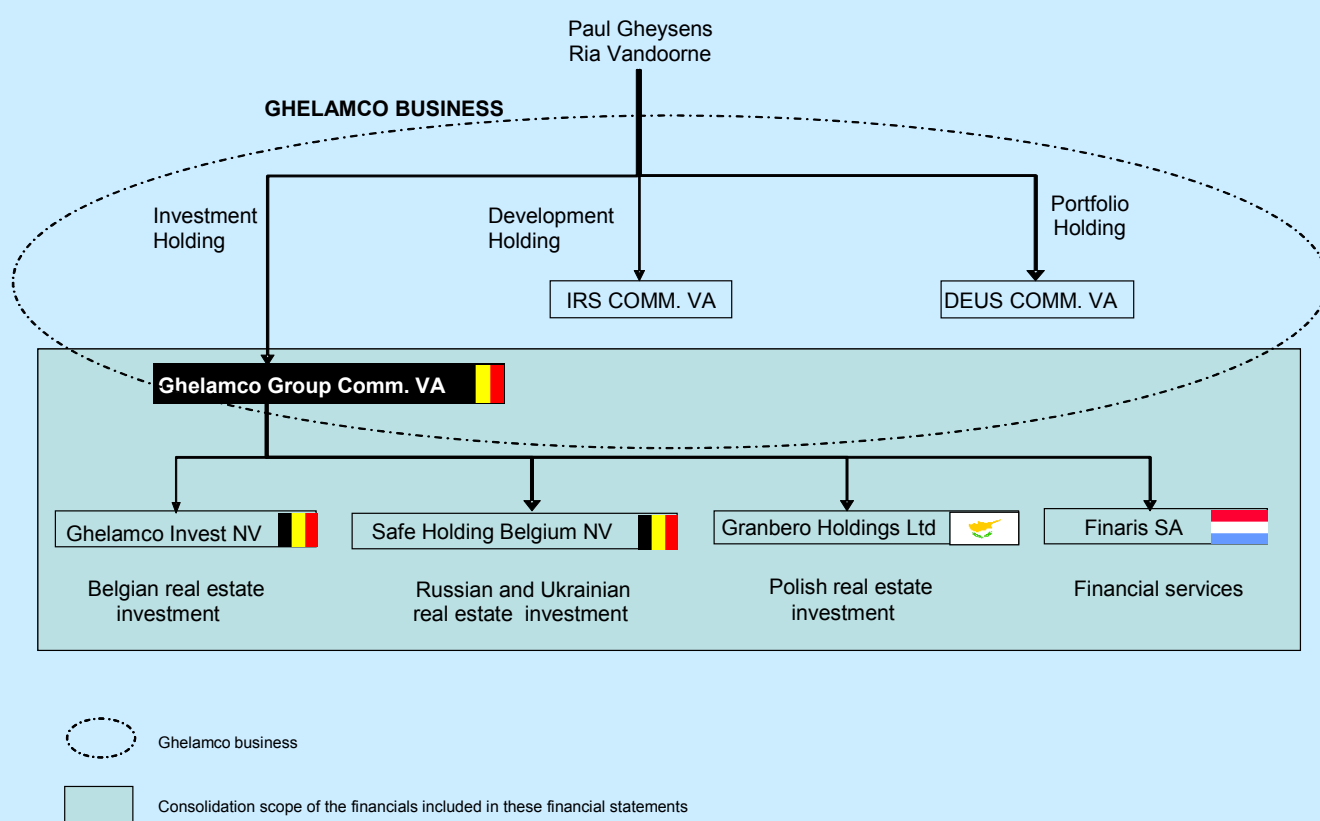 Paul Gheysens
Ria Vandoorne
GHELAMCO BUSINESS
Investment
Holding
Development
Holding
Portfolio
Holding
IRS COMM. VA
DEUS COMM. VA
Ghelamco Group Comm. VA
Ghelamco Invest NV
Safe Holding Belgium NV
Granbero Holdings Ltd
Finaris SA
Belgian real estate
investment
Russian and Ukrainian
real estate investment
Polish real estate
investment
Financial services
Ghelamco business
Consolidation scope of the financials included in these financial statements